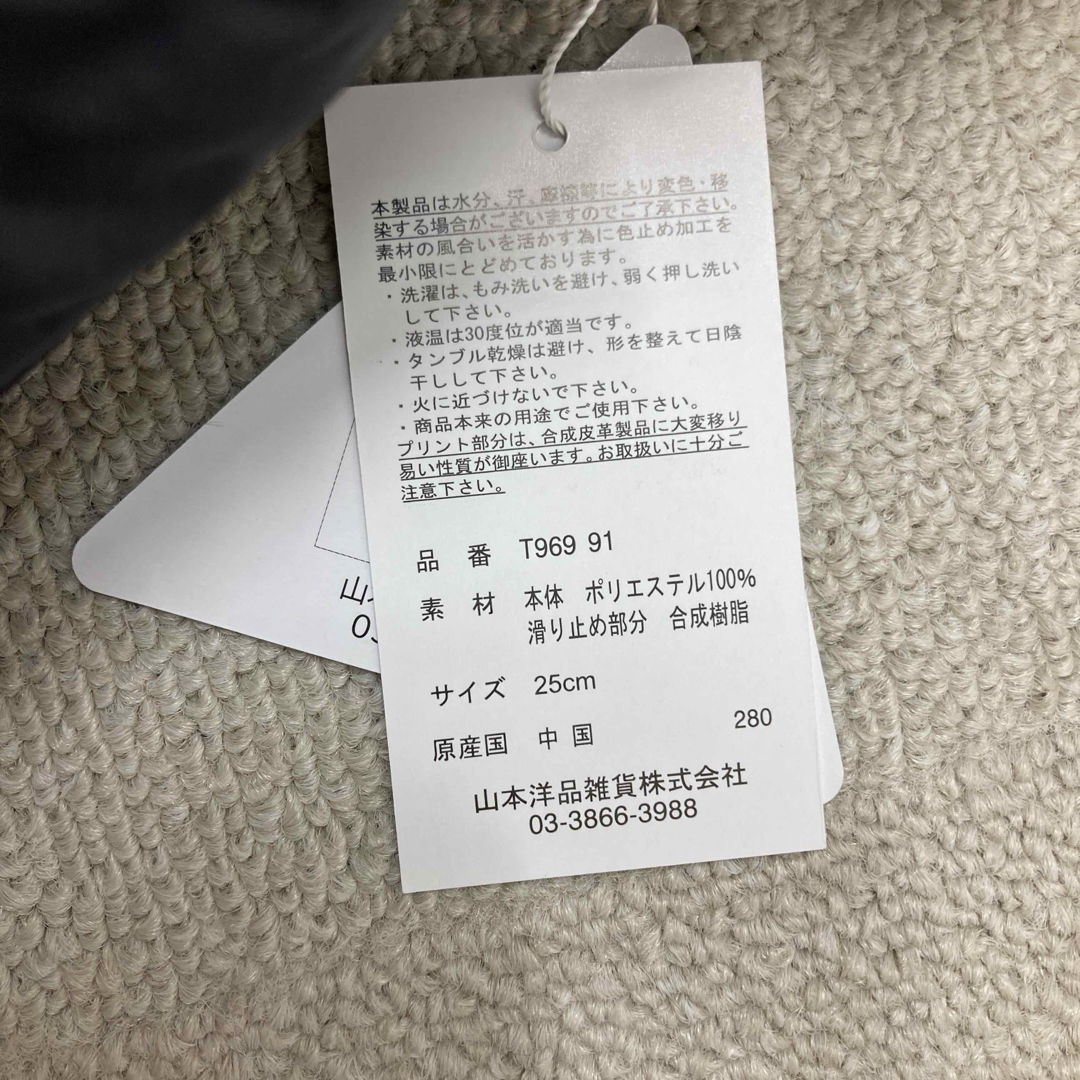 本製品は水分、汗、摩擦等により変色・移
染する場合がございますのでご了承下さい。
素材の風合いを活かす為に色止め加工を
最小限にとどめております。
・洗濯は、もみ洗いを避け、弱く押し洗い
して下さい。
・液温は30度位が適当です。
・タンブル乾燥は避け、形を整えて日陰
干しして下さい。
・火に近づけないで下さい。
・商品本来の用途でご使用下さい。
プリント部分は、合成皮革製品に大変移り
易い性質が御座います。お取扱いに十分ご
注意下さい。
品 番 T969 91
素 材 本体 ポリエステル100%
滑り止め部分 合成樹脂
サイズ 25cm
原産国 中 国 280
山本洋品雑貨株式会社
03-3866-3988
山
03